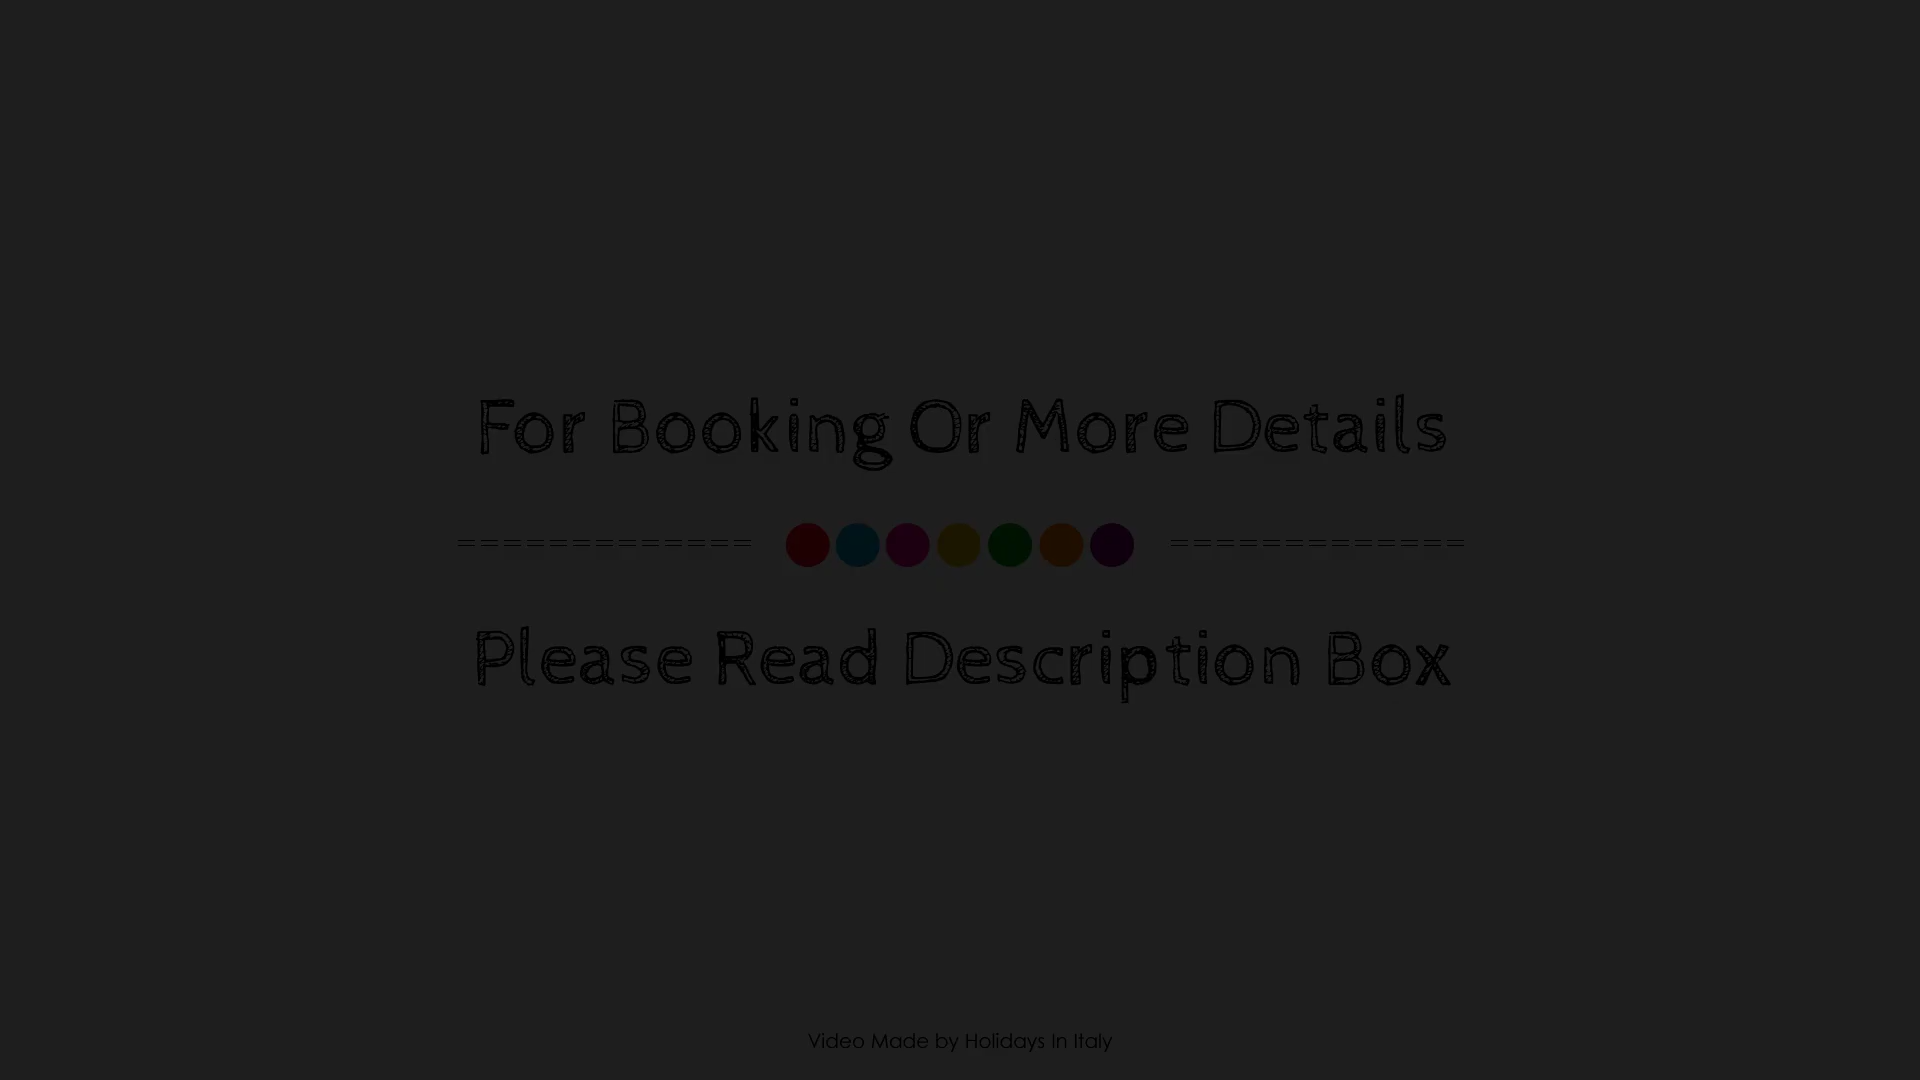 For Booking Or More Details
============= =============
Please Read Description Box
Video Made by Holidays In Italy